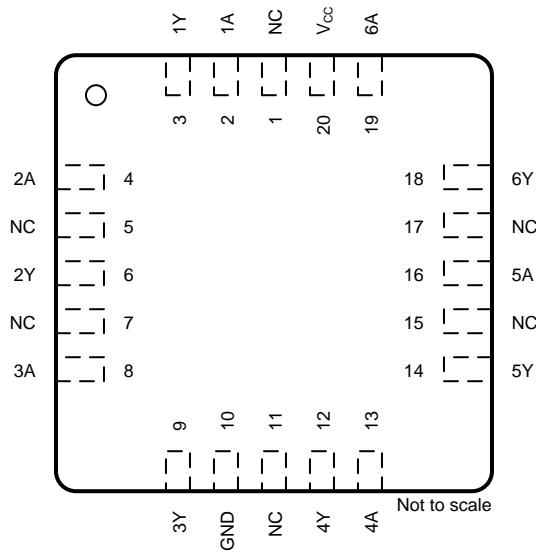 1Y 1A NC VCC 6A
3 2 1 20 19
2A 4 18 6Y
NC 5 17 NC
2Y 6 16 5A
NC 7 15 NC
3A 8 14 5Y
9 10 11 12 13
3Y GND NC 4Y 4A
Not to scale